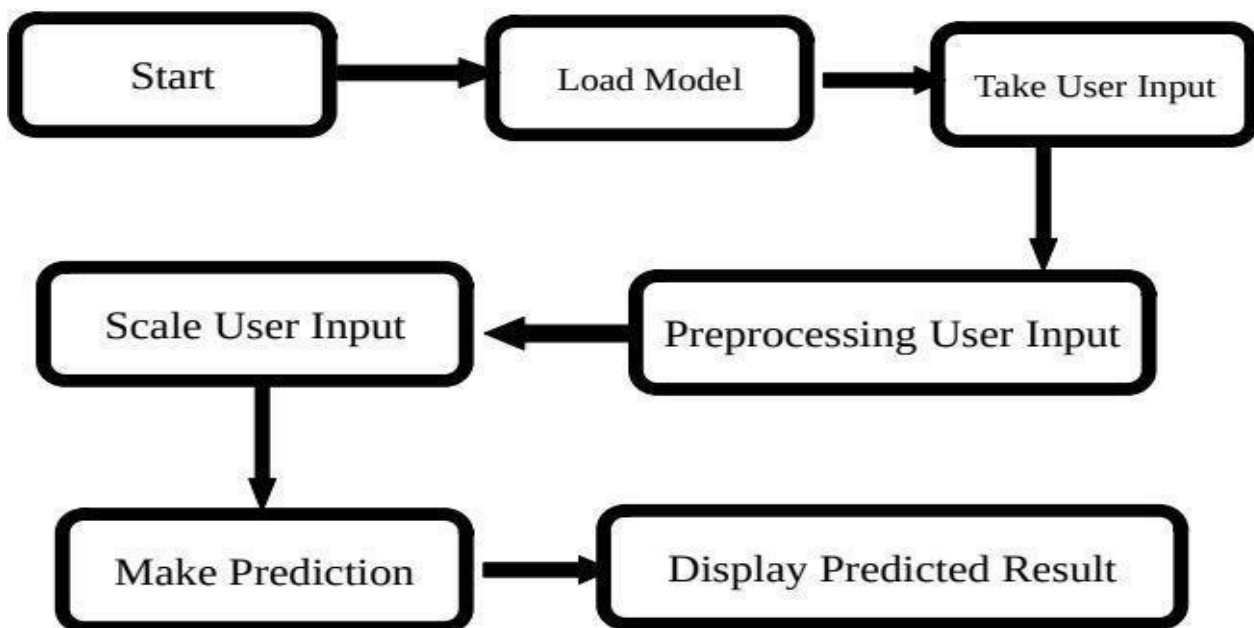 Start
Load Model
Take User Input
Preprocessing User Input
Scale User Input
Make Prediction
Display Predicted Result